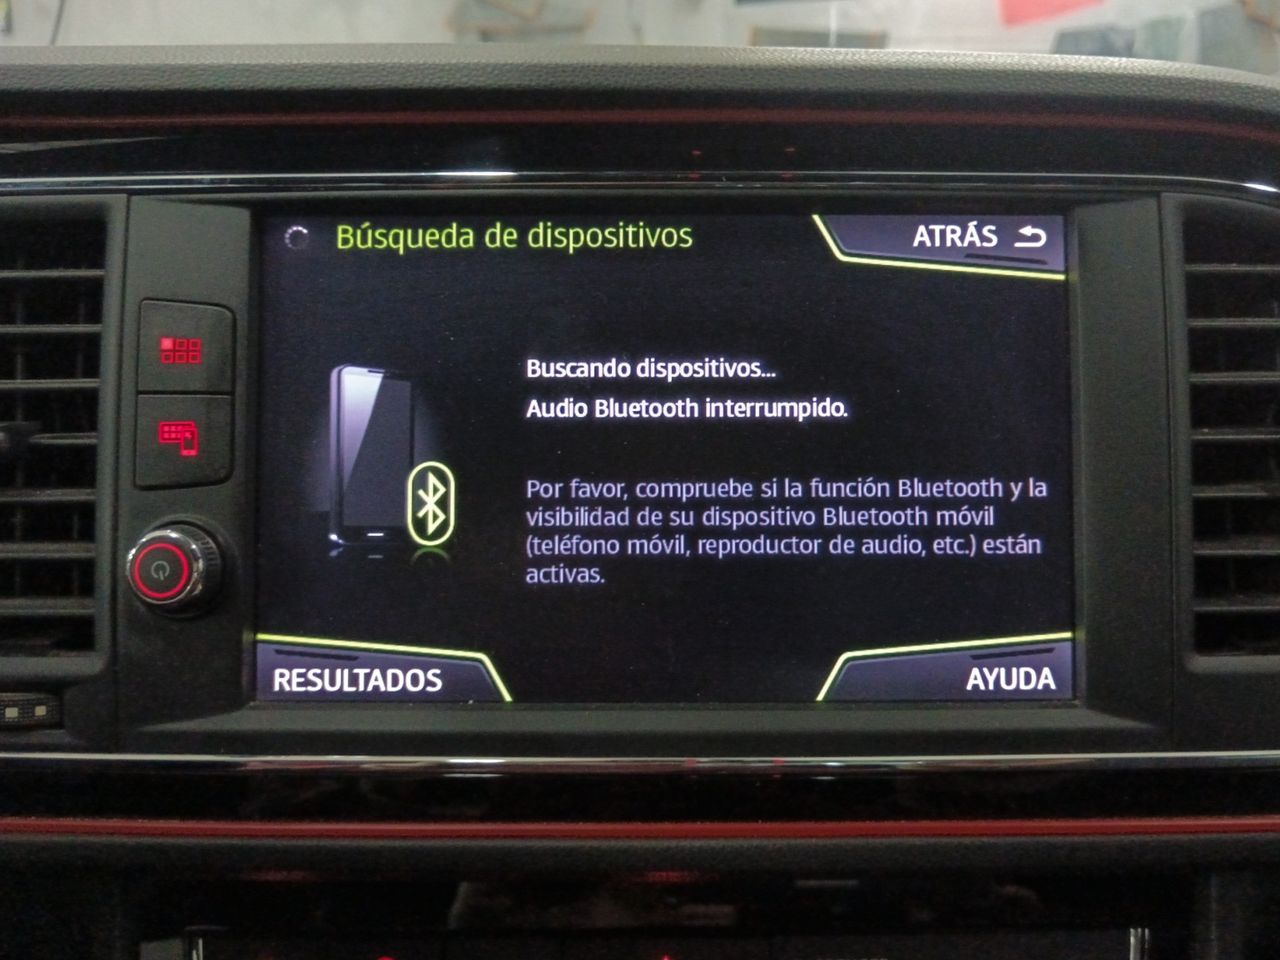 Búsqueda de dispositivos
ATRÁS
Buscando dispositivos...
Audio Bluetooth interrumpido.
Por favor, compruebe si la función Bluetooth y la
visibilidad de su dispositivo Bluetooth móvil
(teléfono móvil, reproductor de audio, etc.) están
activas.
RESULTADOS
AYUDA